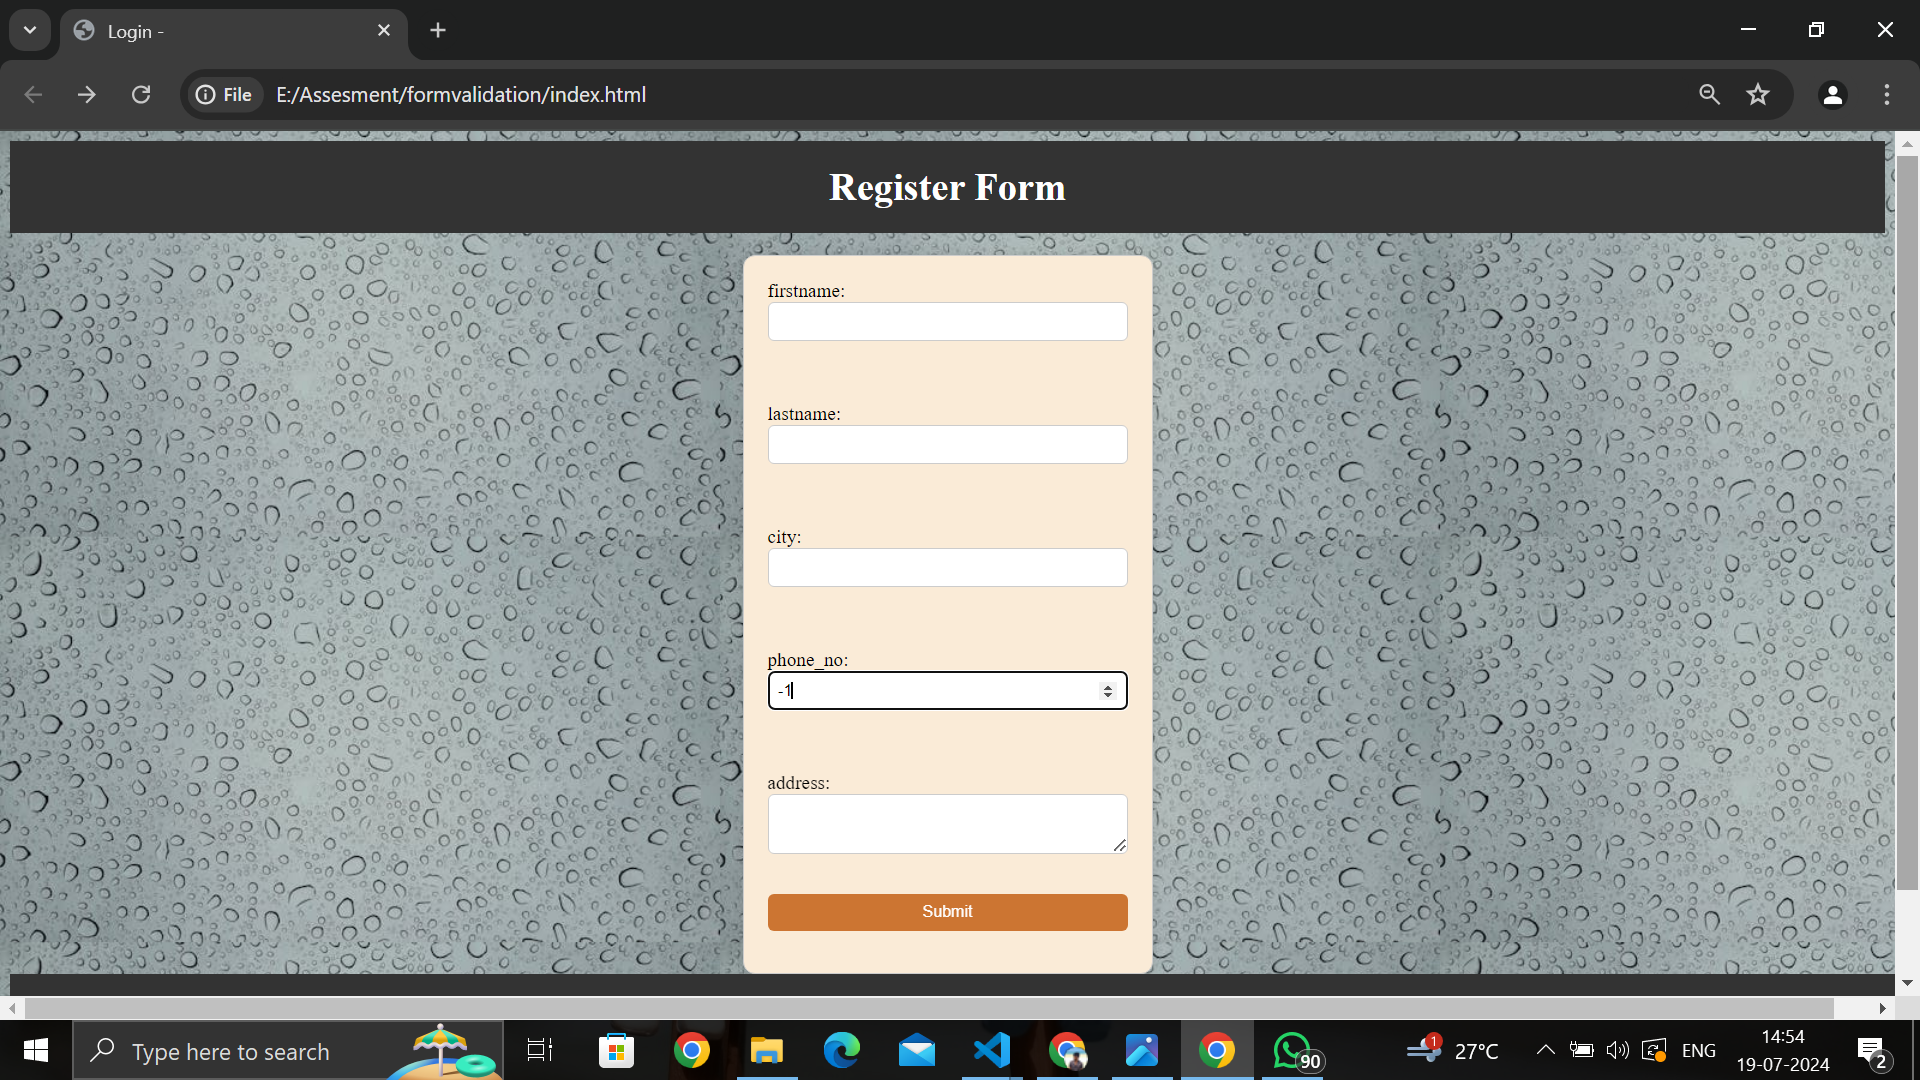 Login -
File
E:/Assesment/formvalidation/index.html
Register Form
firstname:
lastname:
city:
phone_no:
-1
address:
Submit
Type here to search
90
1
27°C
ENG
14:54
19-07-2024
2